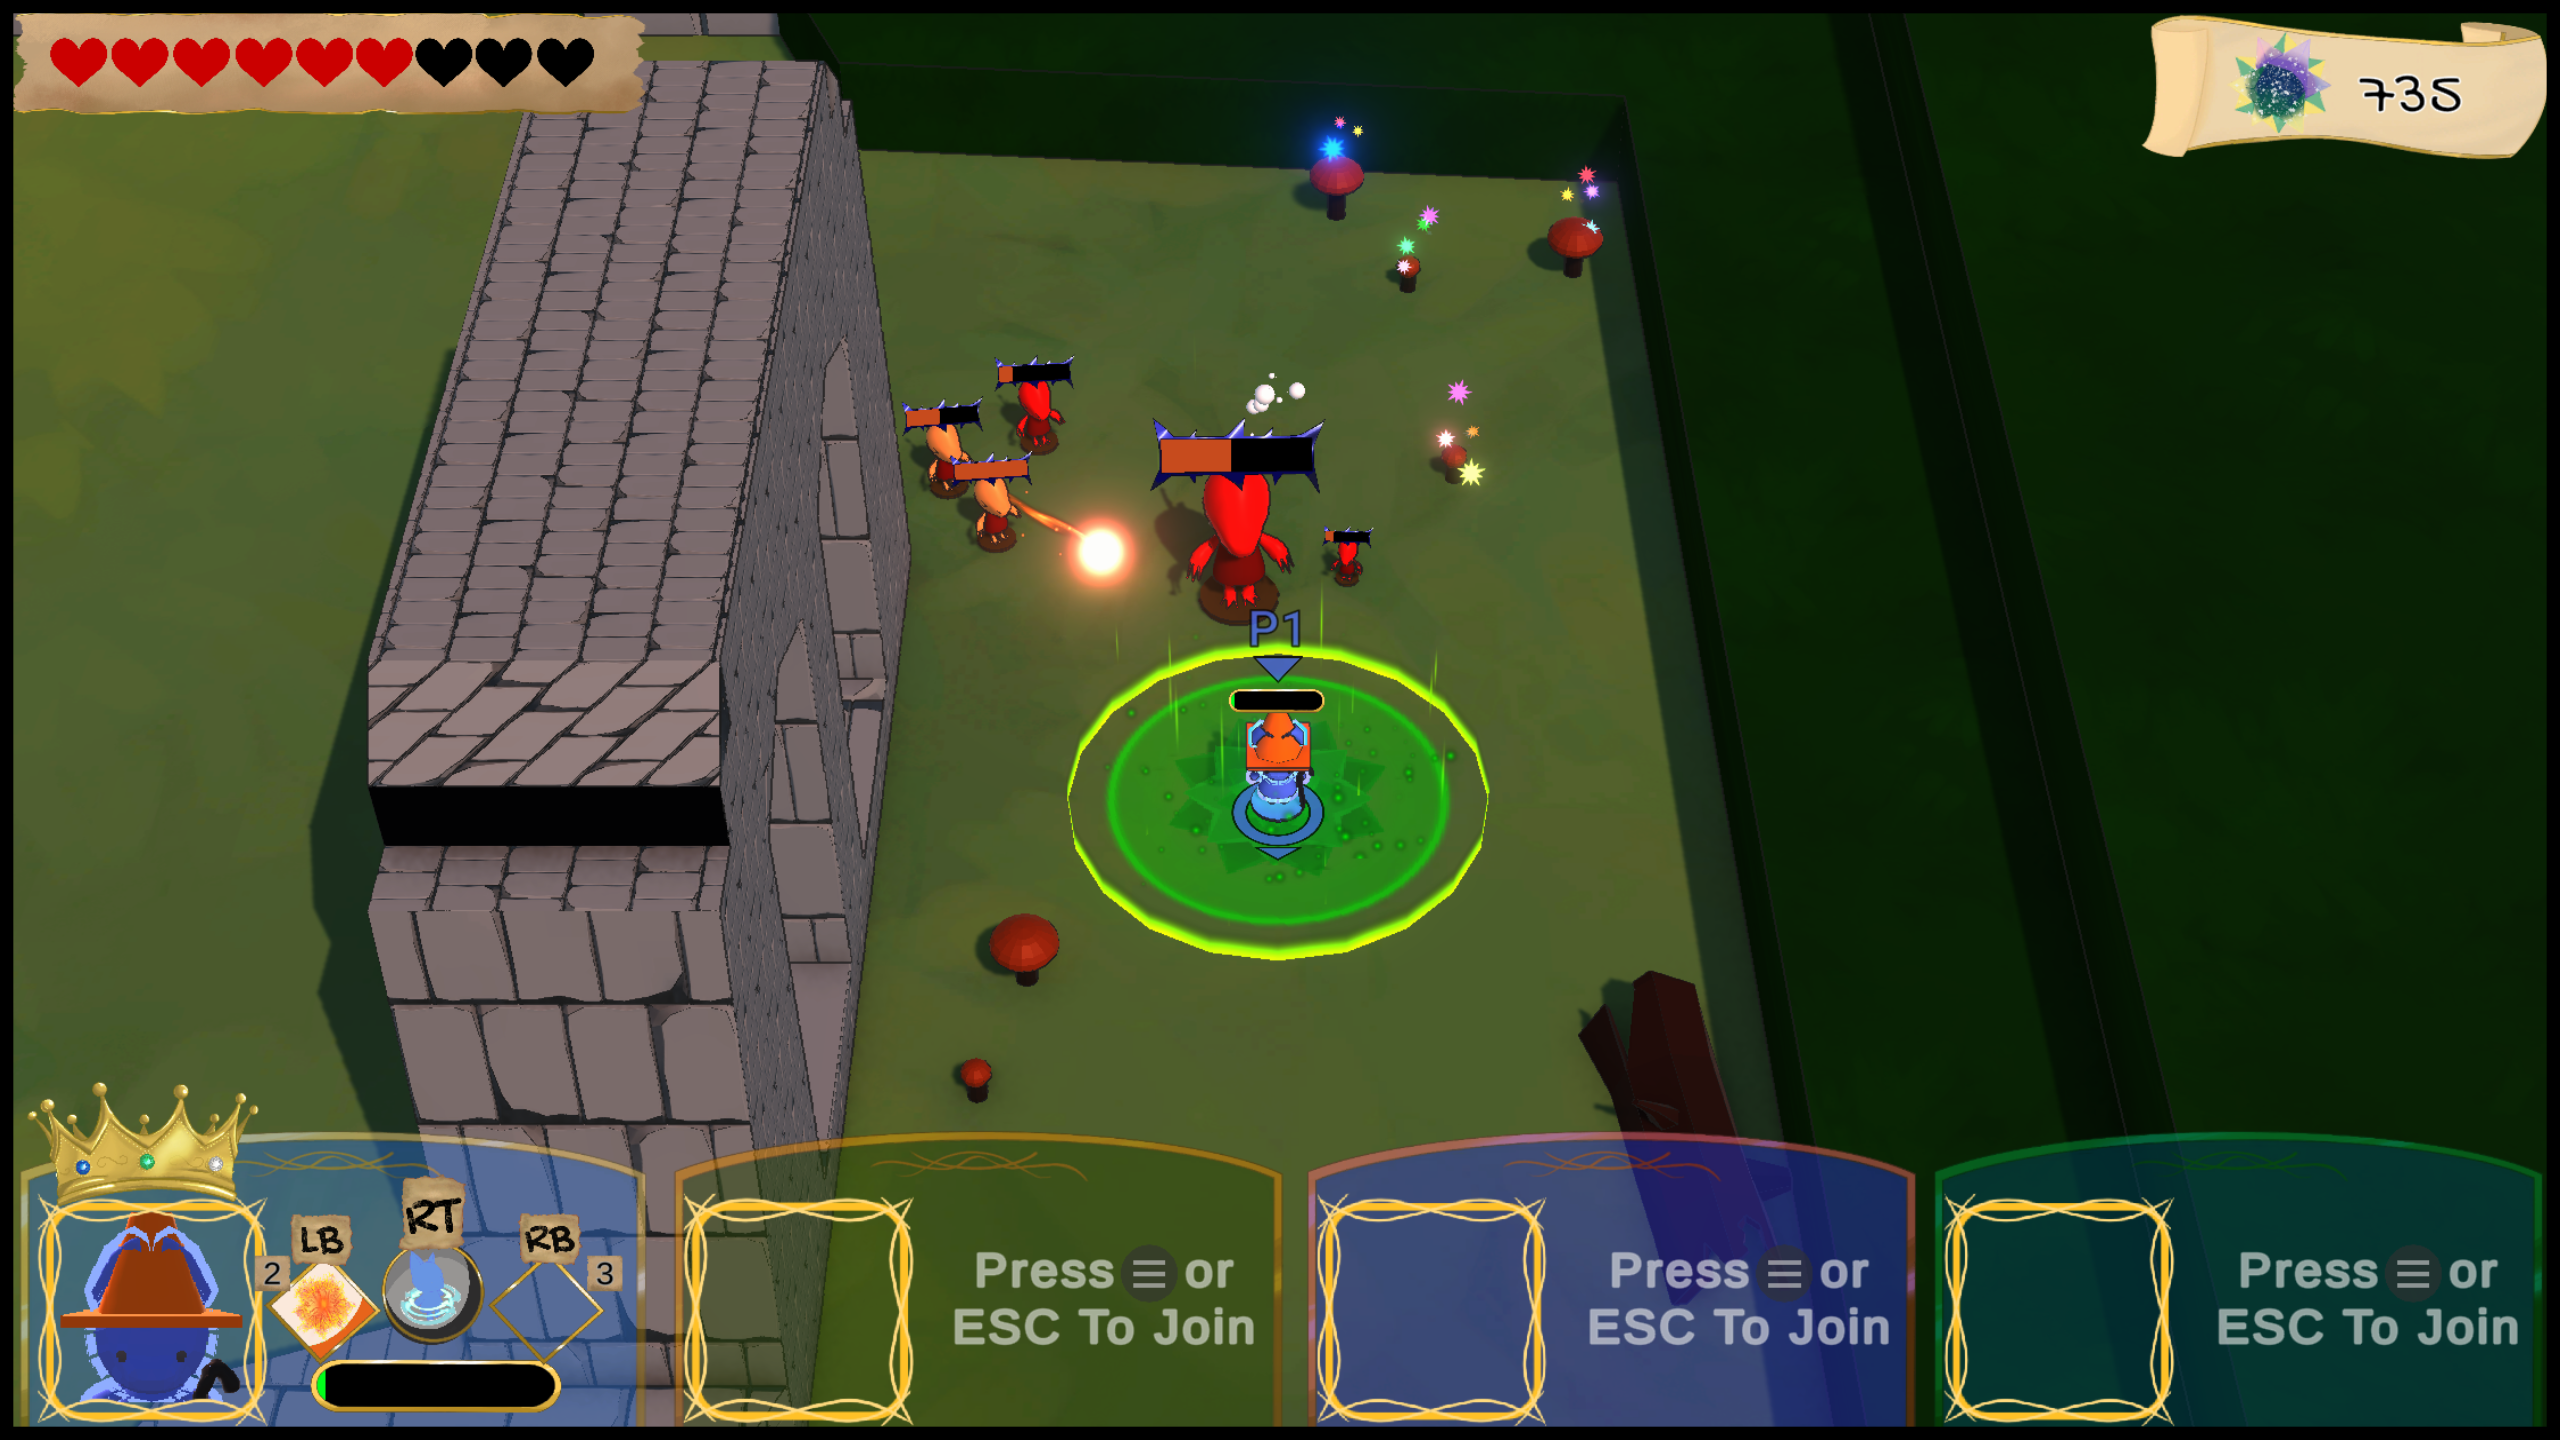 735
P1
LB
RT
RB
2
3
Press or
ESC To Join
Press or
ESC To Join
Press or
ESC To Join